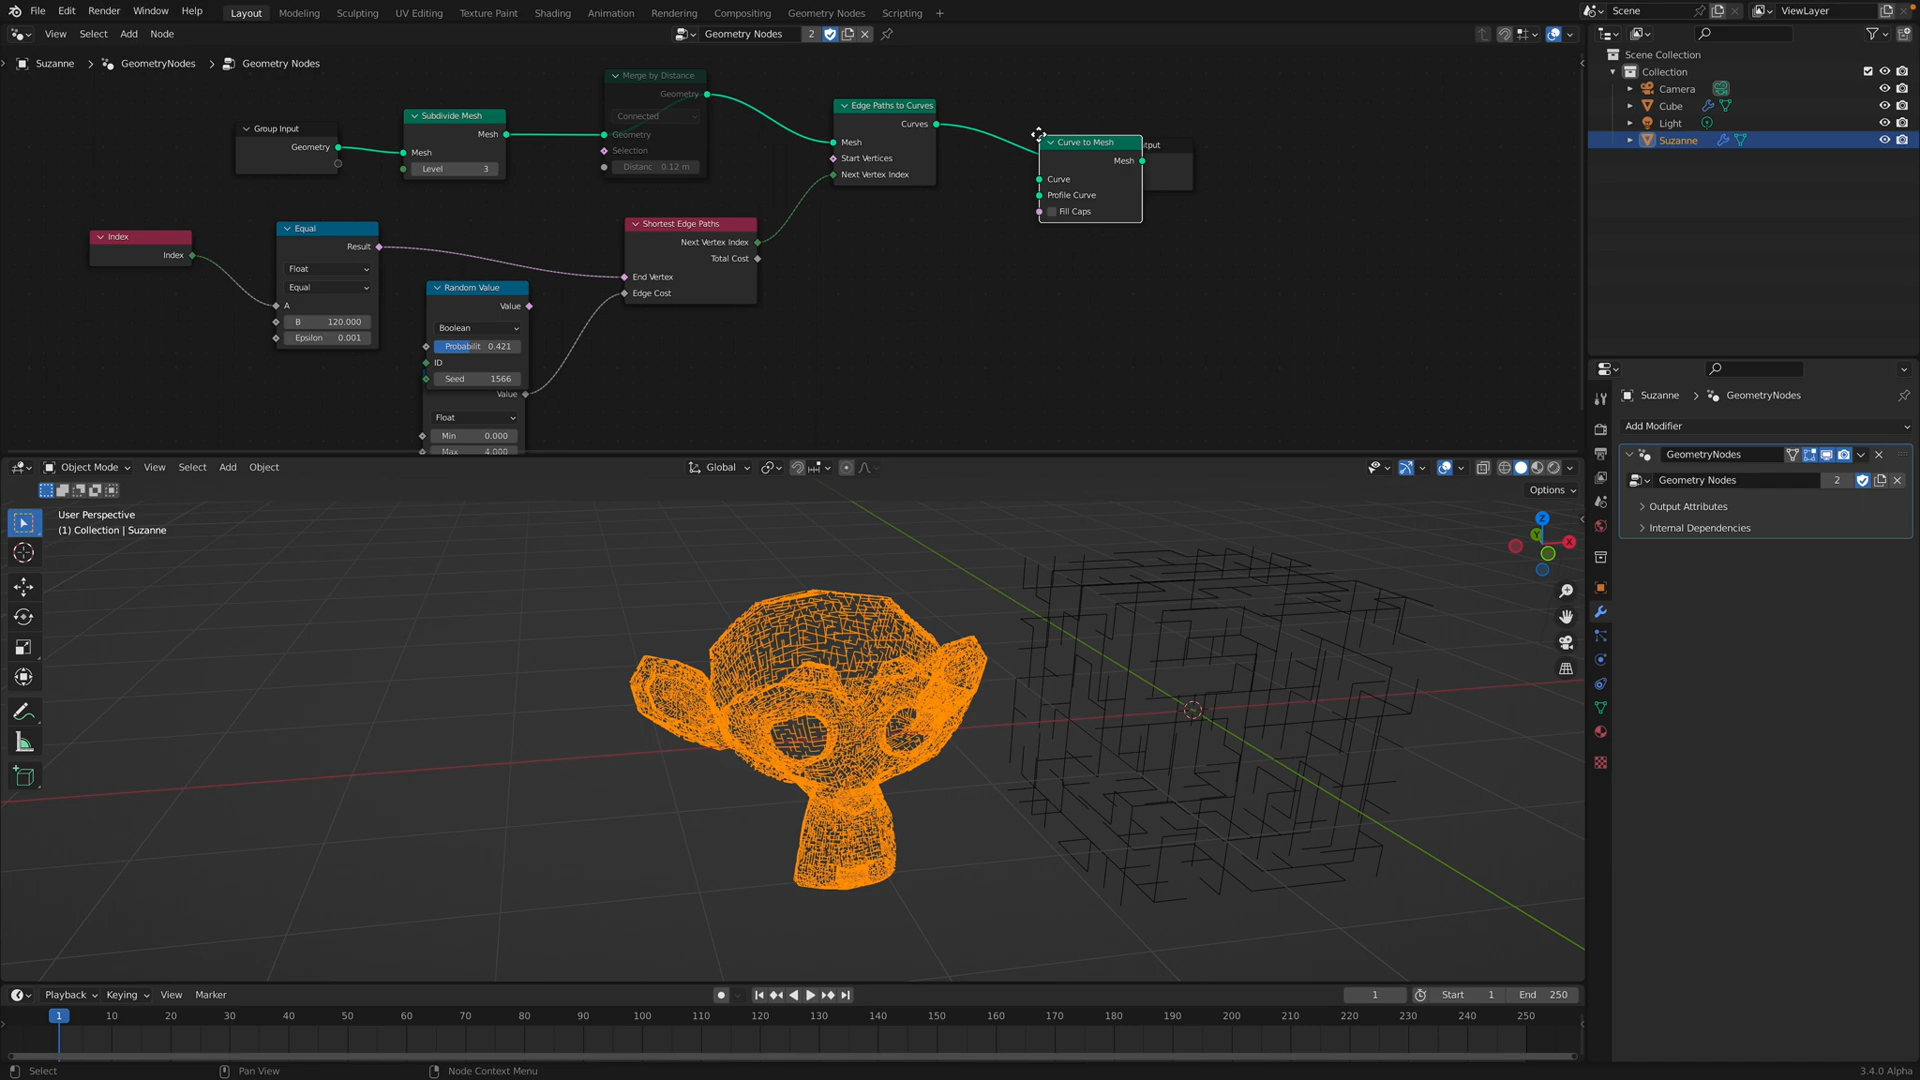 File Edit Render Window Help
Layout Modeling Sculpting UV Editing Texture Paint Shading Animation Rendering Compositing Geometry Nodes Scripting +
Scene
ViewLayer
View Select Add Node
Geometry Nodes 2
Suzanne > GeometryNodes > Geometry Nodes
Group Input
Geometry
Subdivide Mesh
Mesh
Mesh
Level 3
Merge by Distance
Geometry
Connected
Geometry
Selection
Distanc 0.12 m
Edge Paths to Curves
Curves
Mesh
Start Vertices
Next Vertex Index
Curve to Mesh
Mesh
Curve
Profile Curve
Fill Caps
tput
Index
Index
Equal
Result
Float
Equal
A
B 120.000
Epsilon 0.001
Random Value
Value
Boolean
Probabilit 0.421
ID
Seed 1566
Value
Float
Min 0.000
Max 4.000
Shortest Edge Paths
Next Vertex Index
Total Cost
End Vertex
Edge Cost
Scene Collection
Collection
Camera
Cube
Light
Suzanne
Suzanne > GeometryNodes
Add Modifier
GeometryNodes
Geometry Nodes 2
Output Attributes
Internal Dependencies
Object Mode View Select Add Object
Global
Options
User Perspective
(1) Collection | Suzanne
Z
Y
X
Playback Keying View Marker
1 Start 1 End 250
1 10 20 30 40 50 60 70 80 90 100 110 120 130 140 150 160 170 180 190 200 210 220 230 240 250
Select Pan View Node Context Menu
3.4.0 Alpha